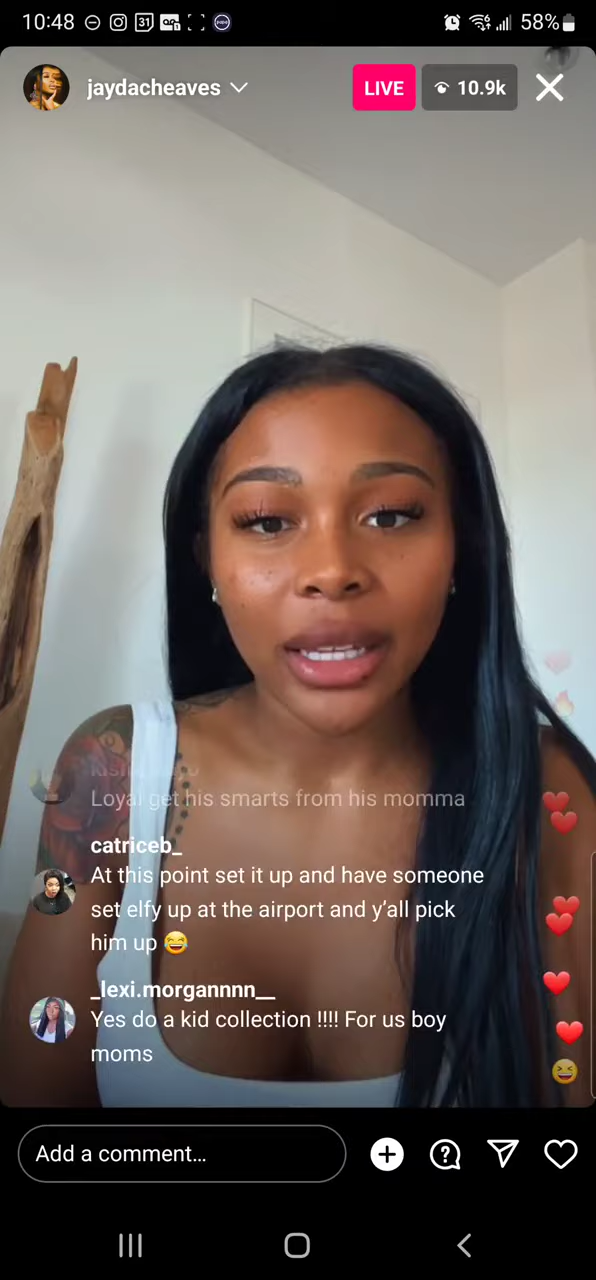 10:48
31
58%
jaydacheaves
LIVE
10.9k
Loyal get his smarts from his momma
catriceb_
At this point set it up and have someone
set elfy up at the airport and y'all pick
him up 😂
_lexi.morgannnn__
Yes do a kid collection !!!! For us boy
moms
Add a comment...